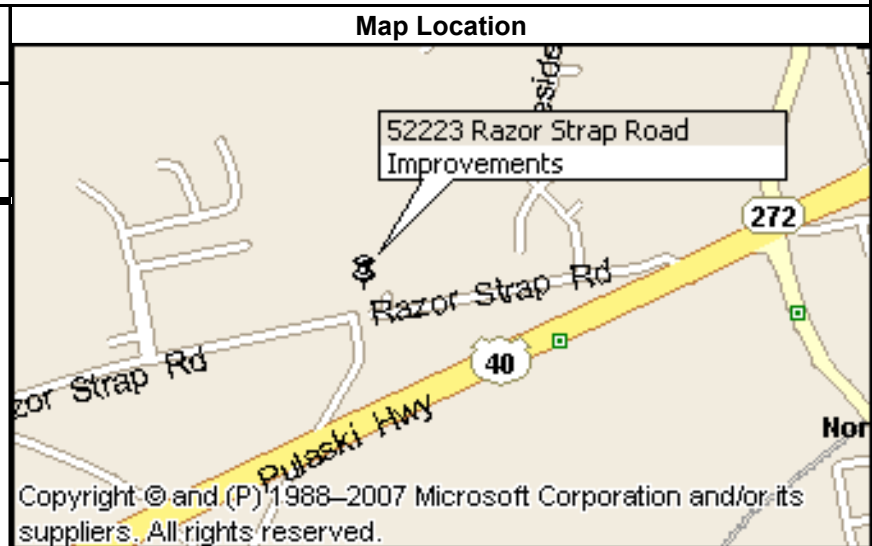 Map Location
eside
52223 Razor Strap Road
Improvements
272
Razor Strap Rd
40
zor Strap Rd
Pulaski Hwy
Nor
Copyright © and (P) 1988–2007 Microsoft Corporation and/or its
suppliers. All rights reserved.